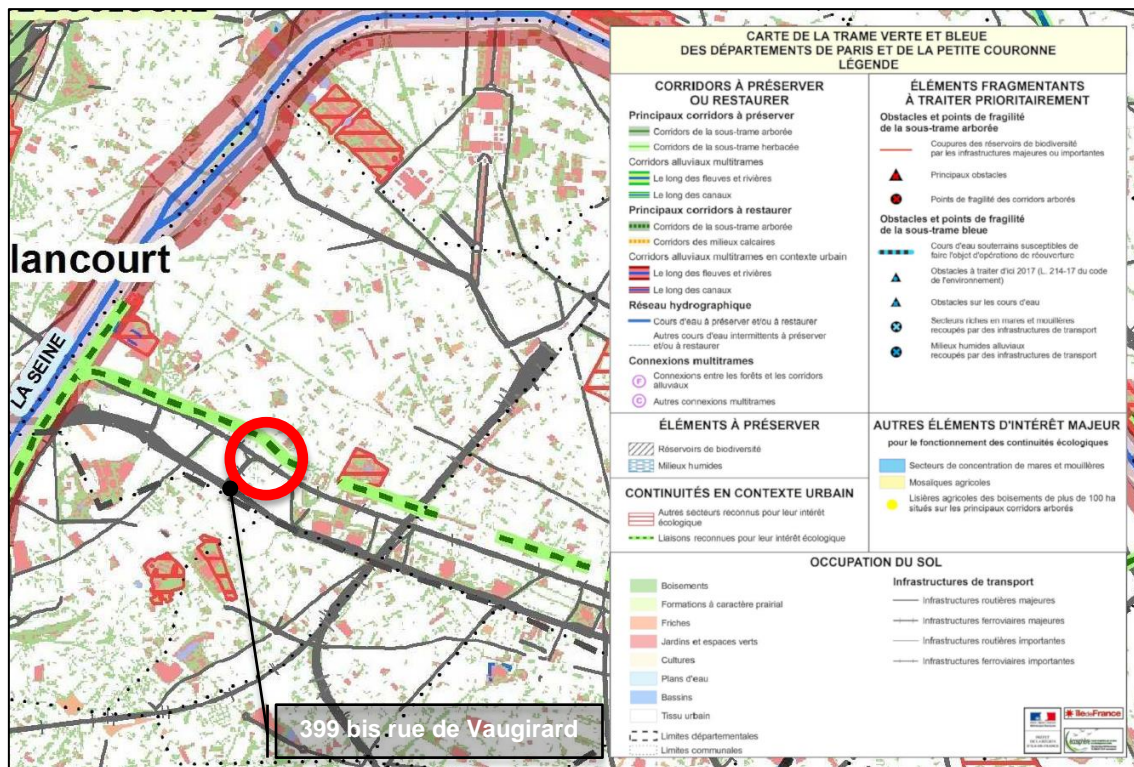 lancourt
LA SEINE
399 bis rue de Vaugirard
CARTE DE LA TRAME VERTE ET BLEUE
DES DÉPARTEMENTS DE PARIS ET DE LA PETITE COURONNE
LÉGENDE
CORRIDORS À PRÉSERVER
OU RESTAURER
Principaux corridors à préserver
Corridors de la sous-trame arborée
Corridors de la sous-trame herbacée
Corridors alluviaux multitrames
Le long des fleuves et rivières
Le long des canaux
Principaux corridors à restaurer
Corridors de la sous-trame arborée
Corridors des milieux calcaires
Corridors alluviaux multitrames en contexte urbain
Le long des fleuves et rivières
Le long des canaux
Réseau hydrographique
Cours d'eau à préserver et/ou à restaurer
Autres cours d'eau intermittents à préserver
et/ou à restaurer
Connexions multitrames
F
Connexions entre les forêts et les corridors
alluviaux
C
Autres connexions multitrames
ÉLÉMENTS FRAGMENTANTS
À TRAITER PRIORITAIREMENT
Obstacles et points de fragilité
de la sous-trame arborée
Coupures des réservoirs de biodiversité
par les infrastructures majeures ou importantes
Principaux obstacles
Points de fragilité des corridors arborés
Obstacles et points de fragilité
de la sous-trame bleue
Cours d'eau souterrains susceptibles de
faire l'objet d'opérations de réouverture
Obstacles à traiter d'ici 2017 (L. 214-17 du code
de l'environnement)
Obstacles sur les cours d'eau
Secteurs riches en mares et mouillères
recoupés par des infrastructures de transport
Milieux humides alluviaux
recoupés par des infrastructures de transport
ÉLÉMENTS À PRÉSERVER
Réservoirs de biodiversité
Milieux humides
CONTINUITÉS EN CONTEXTE URBAIN
Autres secteurs reconnus pour leur intérêt
écologique
Liaisons reconnues pour leur intérêt écologique
AUTRES ÉLÉMENTS D'INTÉRÊT MAJEUR
pour le fonctionnement des continuités écologiques
Secteurs de concentration de mares et mouillères
Mosaïques agricoles
Lisières agricoles des boisements de plus de 100 ha
situés sur les principaux corridors arborés
OCCUPATION DU SOL
Boisements
Formations à caractère prairial
Friches
Jardins et espaces verts
Cultures
Plans d'eau
Bassins
Tissu urbain
Limites départementales
Limites communales
Infrastructures de transport
Infrastructures routières majeures
Infrastructures ferroviaires majeures
Infrastructures routières importantes
Infrastructures ferroviaires importantes
île de France